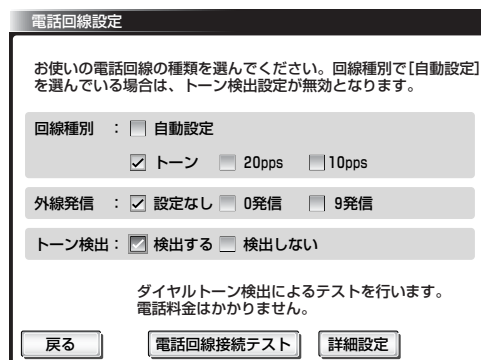 電話回線設定
お使いの電話回線の種類を選んでください。回線種別で[自動設定]
を選んでいる場合は、トーン検出設定が無効となります。
回線種別 : 自動設定
トーン 20pps 10pps
外線発信 : 設定なし 0発信 9発信
トーン検出 : 検出する 検出しない
ダイヤルトーン検出によるテストを行います。
電話料金はかかりません。
戻る 電話回線接続テスト 詳細設定